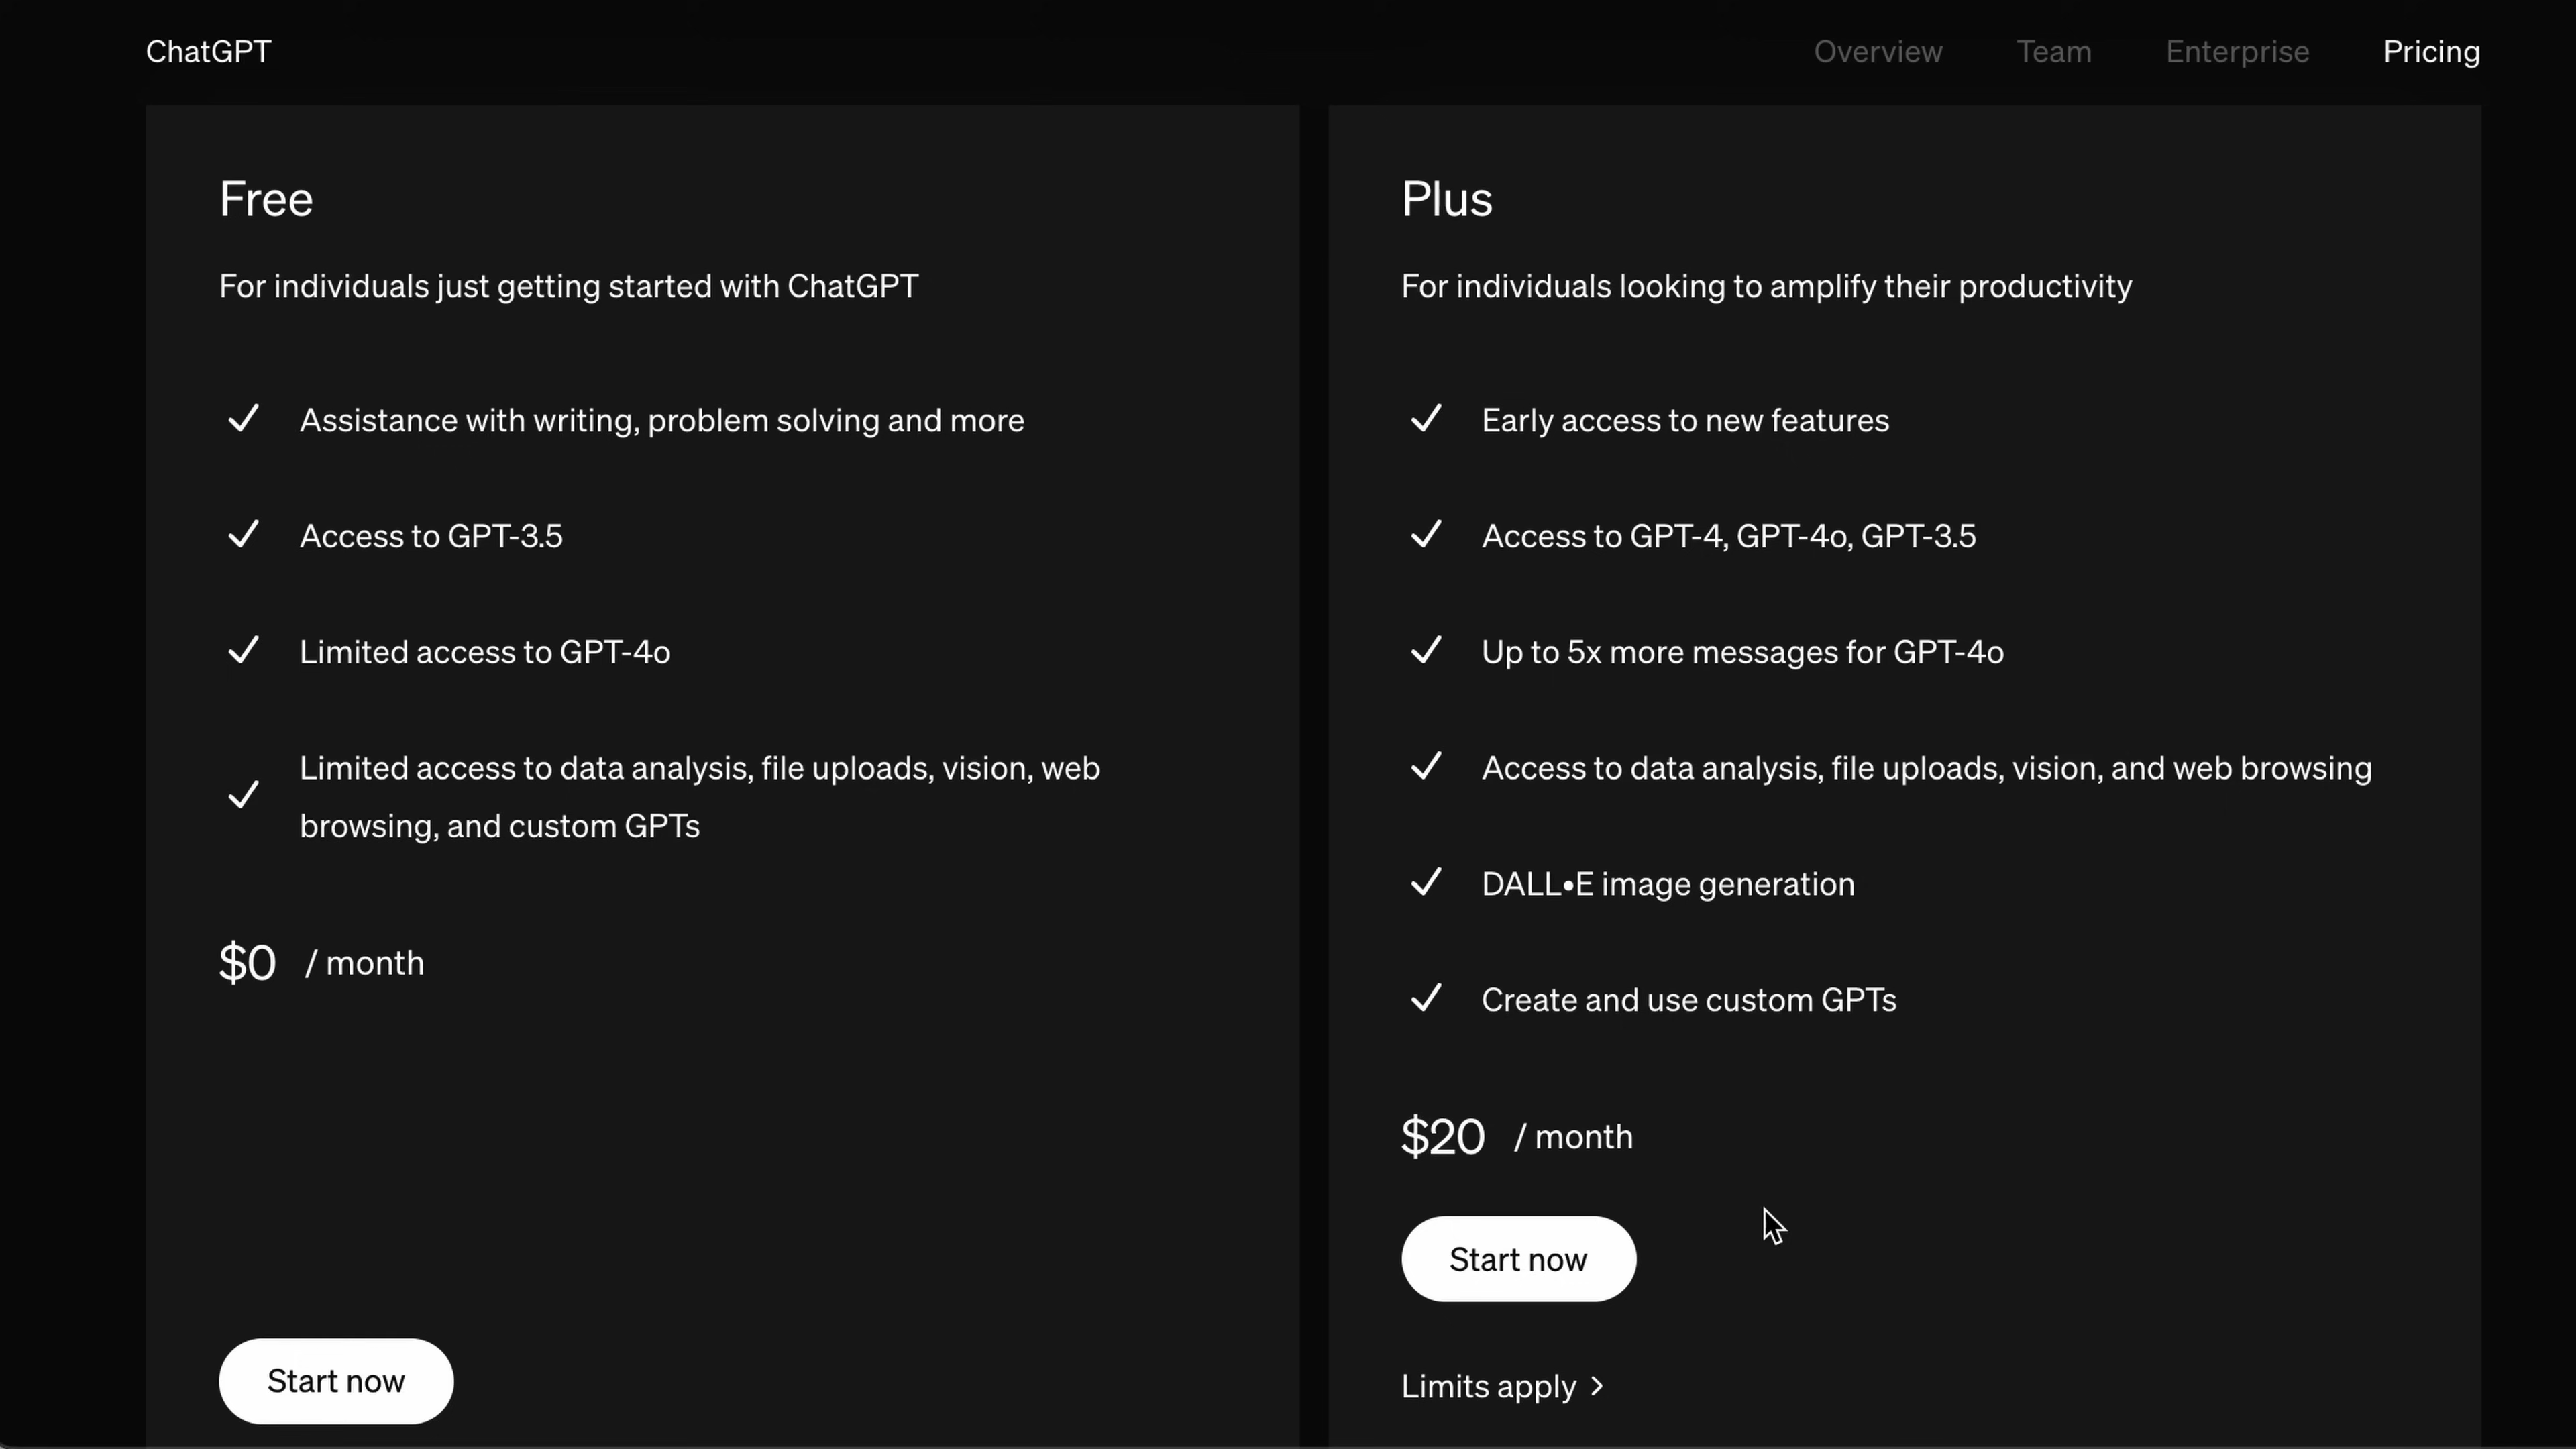 ChatGPT
Overview
Team
Enterprise
Pricing
Free
For individuals just getting started with ChatGPT
Assistance with writing, problem solving and more
Access to GPT-3.5
Limited access to GPT-4o
Limited access to data analysis, file uploads, vision, web
browsing, and custom GPTs
$0 / month
Start now
Plus
For individuals looking to amplify their productivity
Early access to new features
Access to GPT-4, GPT-4o, GPT-3.5
Up to 5x more messages for GPT-4o
Access to data analysis, file uploads, vision, and web browsing
DALL•E image generation
Create and use custom GPTs
$20 / month
Start now
Limits apply